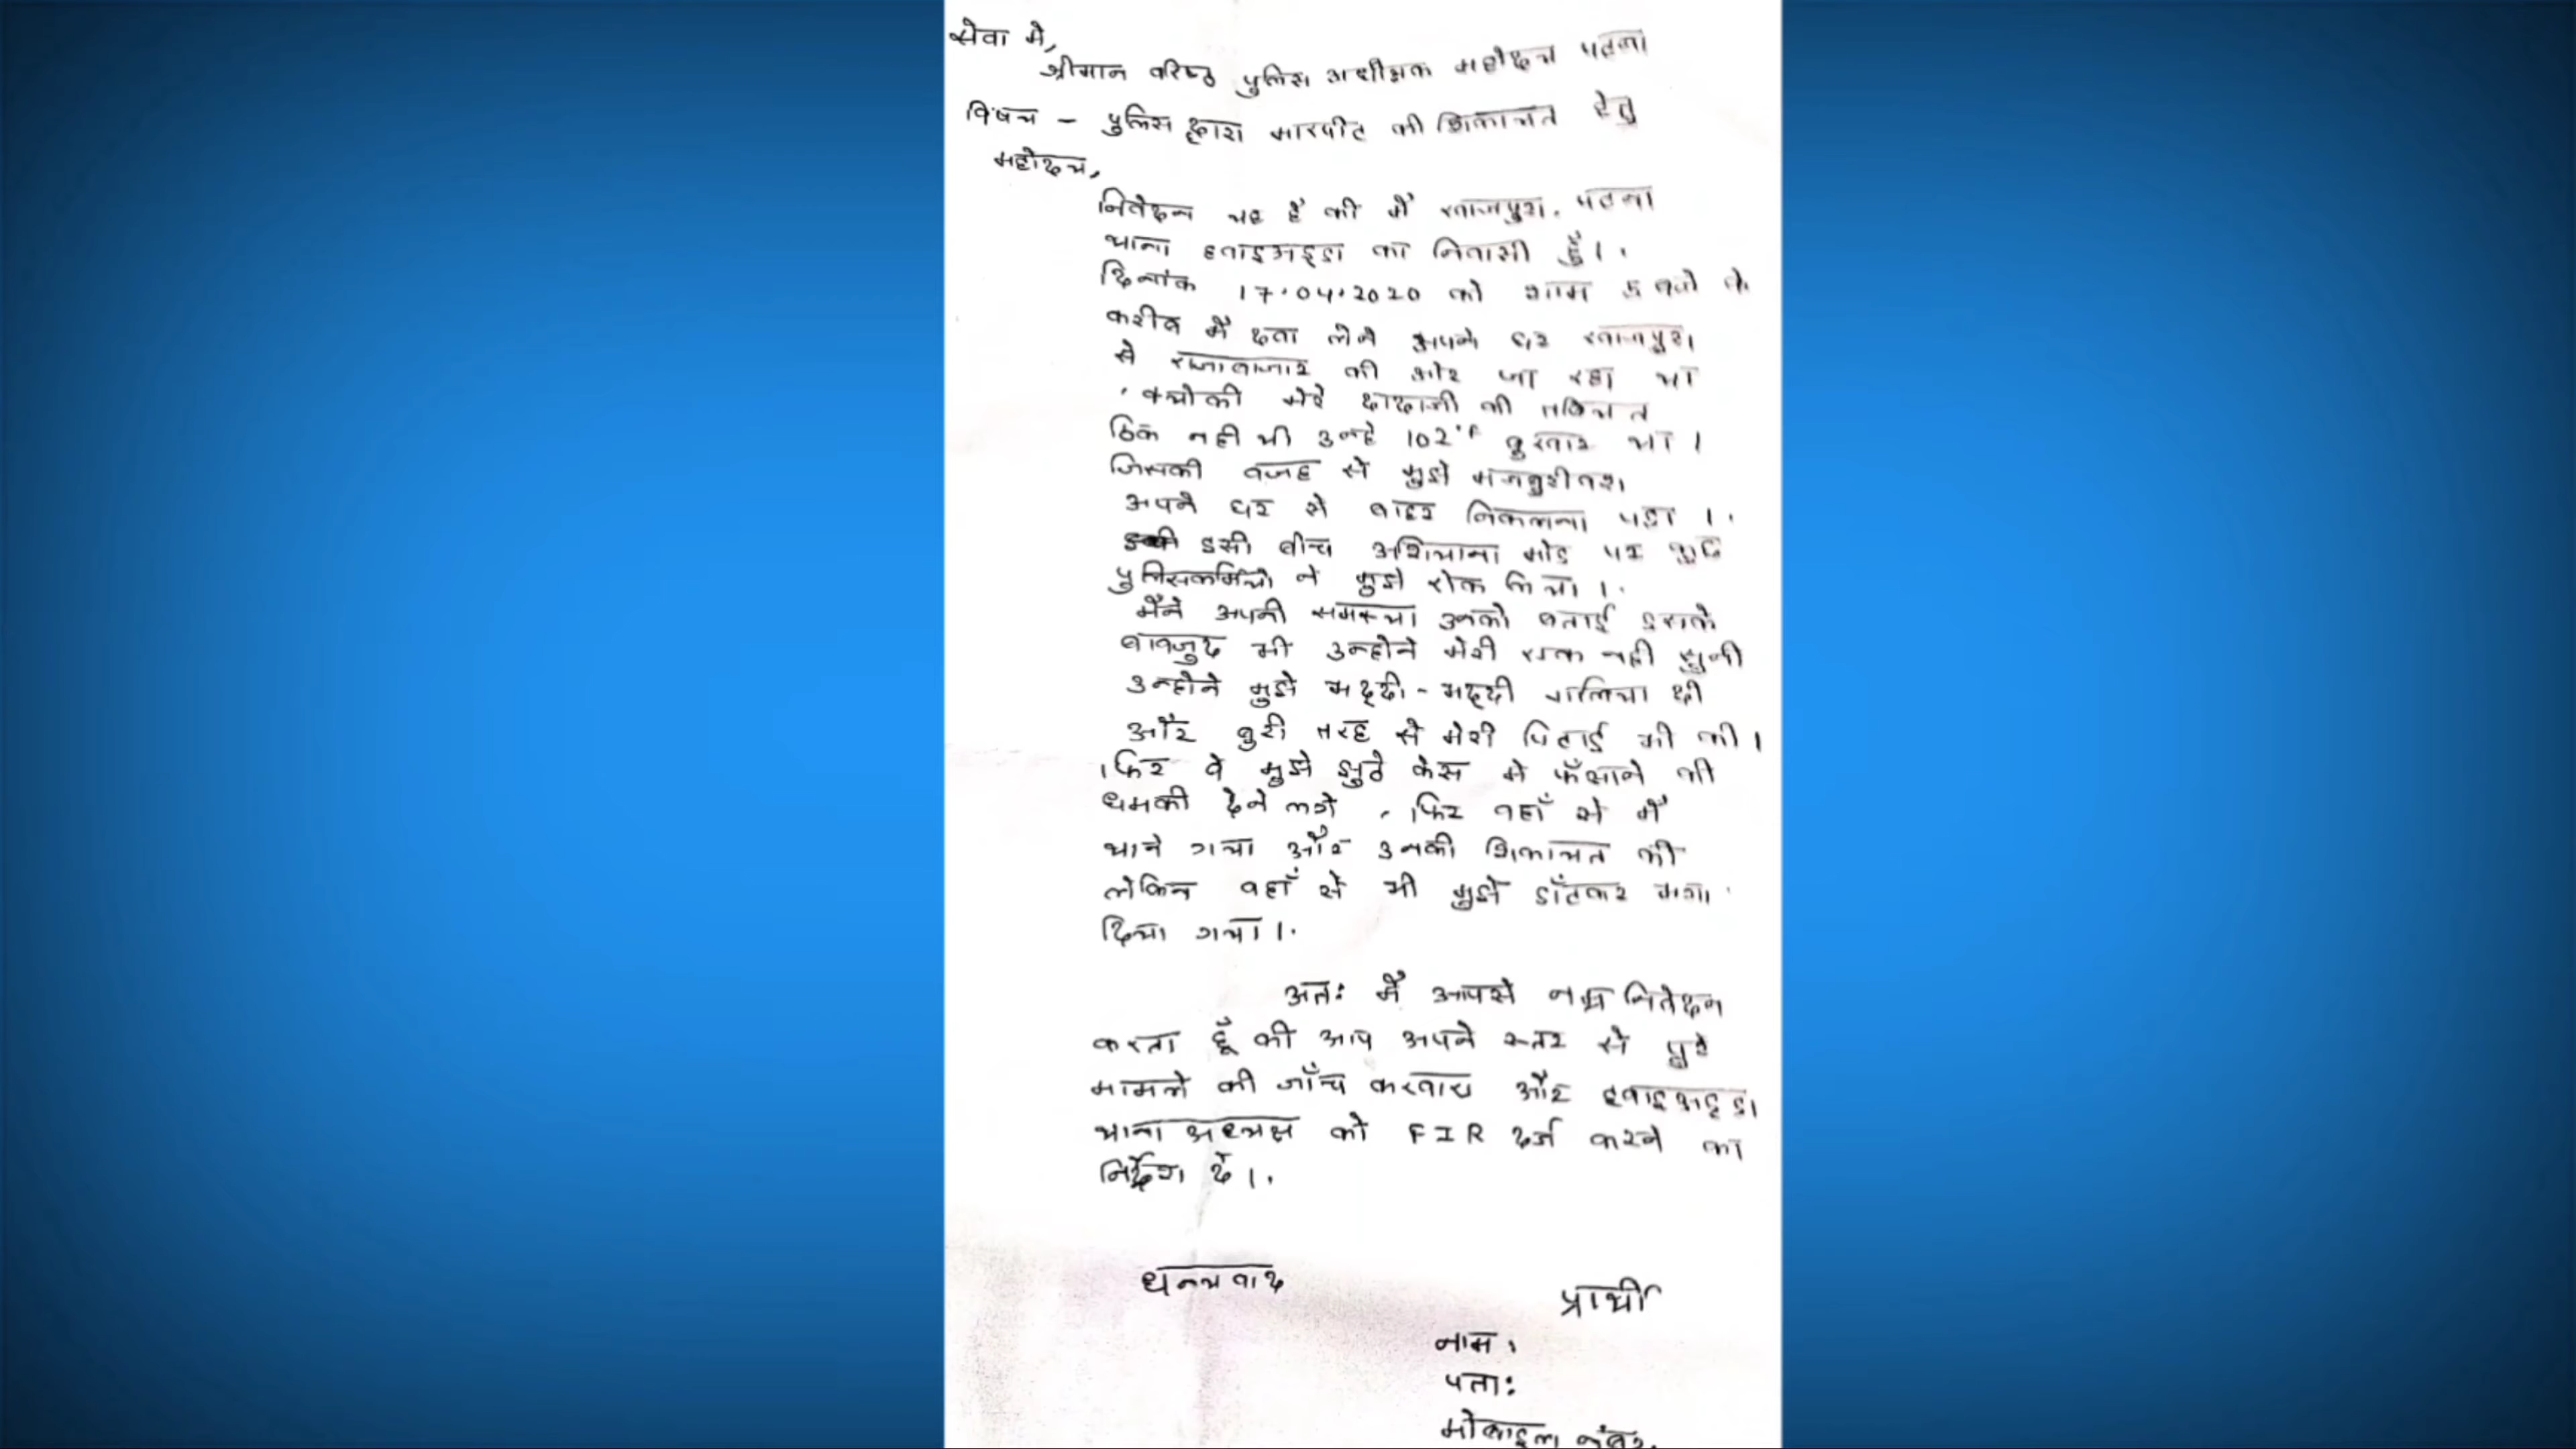 सेवा मे,
श्रीमान वरिष्ठ पुलिस अधीक्षक महोदय पटना
विषय - पुलिस द्वारा मारपीट की शिकायत हेतु
महोदय,
निवेदन यह है की मैं खाजपुरा, पटना
थाना हवाइअड्डा का निवासी हूँ।
दिनांक 17.04.2020 को शाम 5 बजे के
करीब मैं दवा लेने अपने घर खाजपुरा
से राजाबाजार की ओर जा रहा था
, क्योकी मेरे दादाजी की तबियत
ठिक नही थी उन्हे 102°F बुखार था।
जिसकी वजह से मुझे मजबुरीवश
अपने घर से बाहर निकलना पडा।
इसी बीच अशियाना मोड पर कुछ
पुलिसकर्मियो ने मुझे रोक लिया।
मैंने अपनी समस्या उनको बताई इसके
बावजुद भी उन्होने मेरी एक नही सुनी
उन्होने मुझे भद्दी-भद्दी गालिया दी
और बुरी तरह से मेरी पिटाई भी की।
फिर वे मुझे झुठे केस मे फँसाने की
धमकी देने लगे, फिर वहाँ से मैं
थाने गया और उनकी शिकायत की
लेकिन वहाँ से भी मुझे डाँटकर भगा
दिया गया।
अतः मैं आपसे नम्र निवेदन
करता हूँ की आप अपने स्तर से पुरे
मामले की जाँच करवाए और हवाइअड्डा
थाना अध्यक्ष को FIR दर्ज करने का
निर्देश दें।
धन्यवाद
प्रार्थी
नाम:
पता:
मोबाइल नंबर: